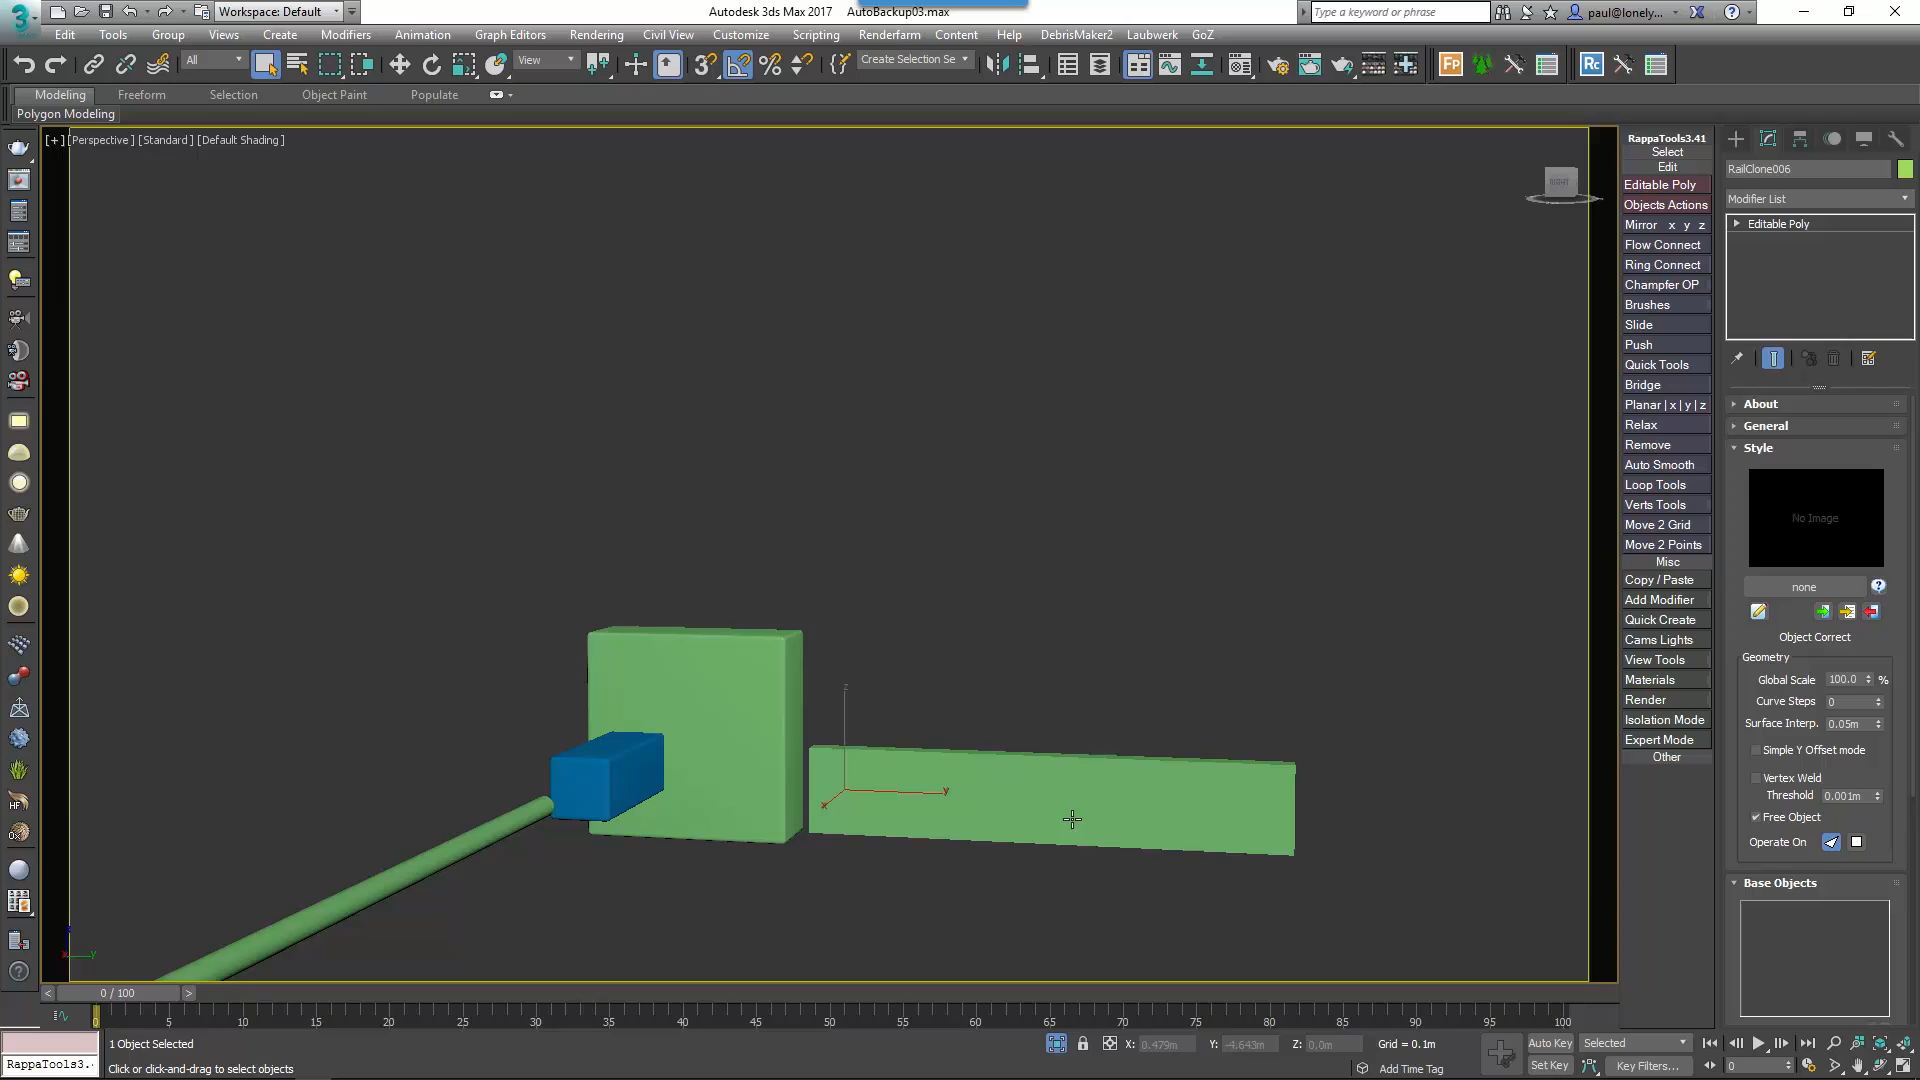 Workspace: Default
Autodesk 3ds Max 2017 AutoBackup03.max
Type a keyword or phrase
paul@lonely...
Edit Tools Group Views Create Modifiers Animation Graph Editors Rendering Civil View Customize Scripting Renderfarm Content Help DebrisMaker2 Laubwerk GoZ
All
View
Create Selection Se
Fp
Rc
Modeling Freeform Selection Object Paint Populate
Polygon Modeling
[+] [Perspective] [Standard] [Default Shading]
RIGHT
z
x
y
RappaTools3.41
Select
Edit
Editable Poly
Objects Actions
Mirror x y z
Flow Connect
Ring Connect
Champfer OP
Brushes
Slide
Push
Quick Tools
Bridge
Planar | x | y | z
Relax
Remove
Auto Smooth
Loop Tools
Verts Tools
Move 2 Grid
Move 2 Points
Misc
Copy / Paste
Add Modifier
Quick Create
Cams Lights
View Tools
Materials
Render
Isolation Mode
Expert Mode
Other
RailClone006
Modifier List
Editable Poly
About
General
Style
No Image
none
Object Correct
Geometry
Global Scale 100.0 %
Curve Steps 0
Surface Interp. 0.05m
Simple Y Offset mode
Vertex Weld
Threshold 0.001m
Free Object
Operate On
Base Objects
0 / 100
0 5 10 15 20 25 30 35 40 45 50 55 60 65 70 75 80 85 90 95 100
1 Object Selected
X: 0.479m Y: -4.643m Z: 0.0m Grid = 0.1m
Auto Key Selected
RappaTools3.
Click or click-and-drag to select objects
Add Time Tag
Set Key Key Filters...
0